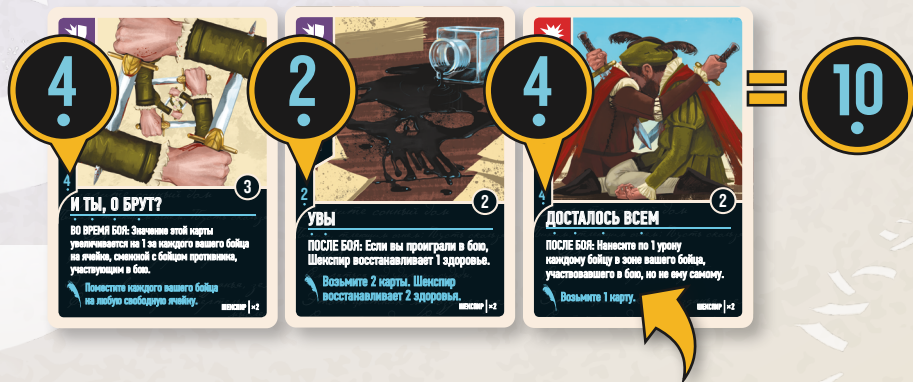 4
2
4
= 10
4
3
И ТЫ, О БРУТ?
ВО ВРЕМЯ БОЯ: Значение этой карты
увеличивается на 1 за каждого вашего бойца
на ячейке, смежной с бойцом противника,
участвующим в бою.
Поместите каждого вашего бойца
на любую свободную ячейку.
ШЕКСПИР | ×2
2
2
УВЫ
ПОСЛЕ БОЯ: Если вы проиграли в бою,
Шекспир восстанавливает 1 здоровье.
Возьмите 2 карты. Шекспир
восстанавливает 2 здоровья.
ШЕКСПИР | ×2
4
2
ДОСТАЛОСЬ ВСЕМ
ПОСЛЕ БОЯ: Нанесите по 1 урону
каждому бойцу в зоне вашего бойца,
участвовавшего в бою, но не ему самому.
Возьмите 1 карту.
ШЕКСПИР | ×2